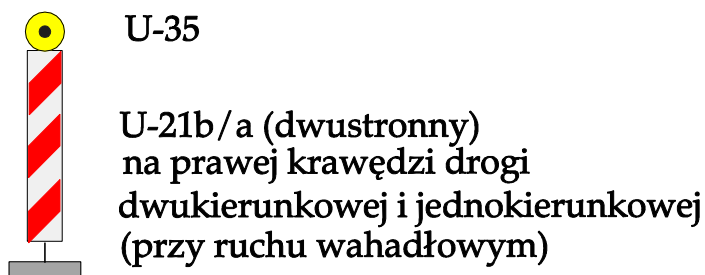 U-35
U-21b/a (dwustronny)
na prawej krawędzi drogi
dwukierunkowej i jednokierunkowej
(przy ruchu wahadłowym)